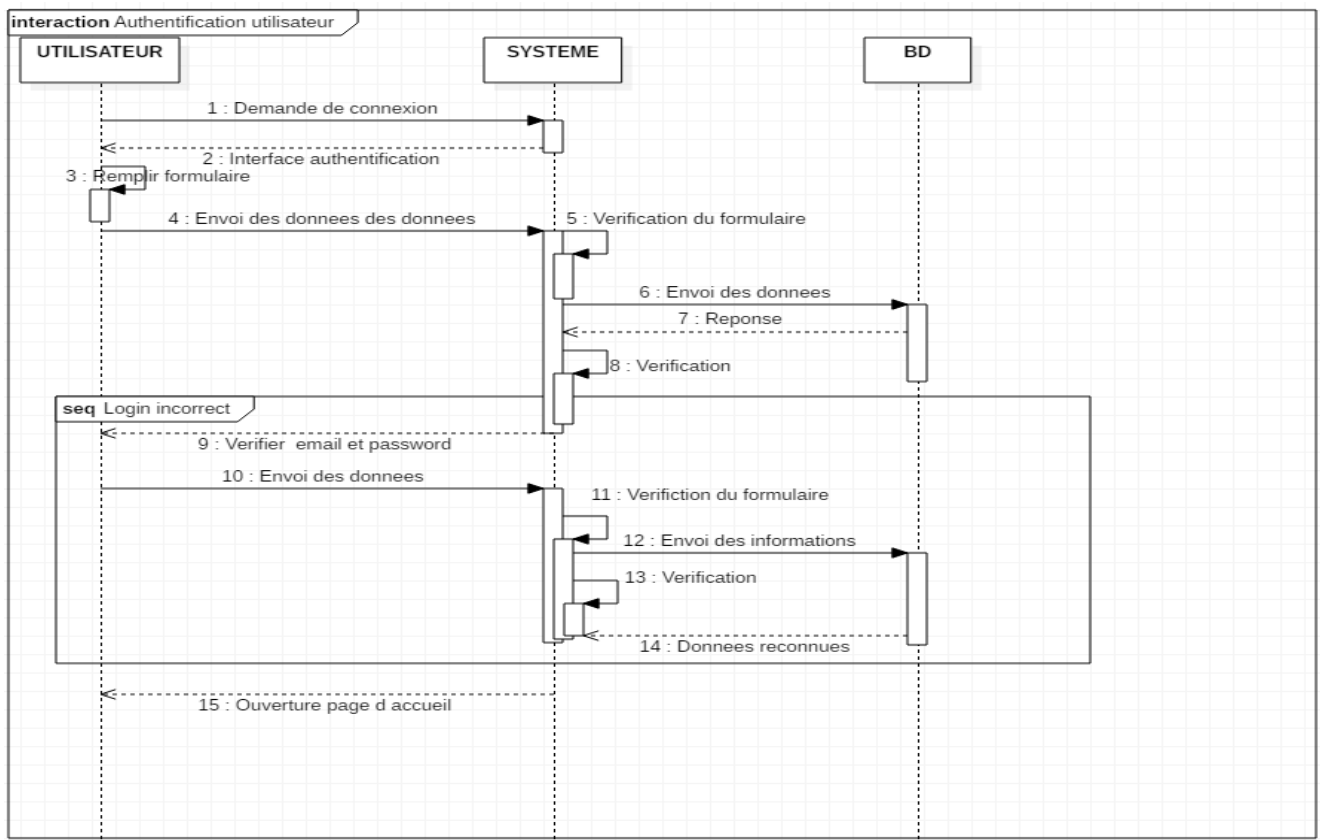 interaction Authentification utilisateur
UTILISATEUR
SYSTEME
BD
1 : Demande de connexion
2 : Interface authentification
3 : Remplir formulaire
4 : Envoi des donnees des donnees
5 : Verification du formulaire
6 : Envoi des donnees
7 : Reponse
8 : Verification
seq Login incorrect
9 : Verifier email et password
10 : Envoi des donnees
11 : Verifiction du formulaire
12 : Envoi des informations
13 : Verification
14 : Donnees reconnues
15 : Ouverture page d accueil